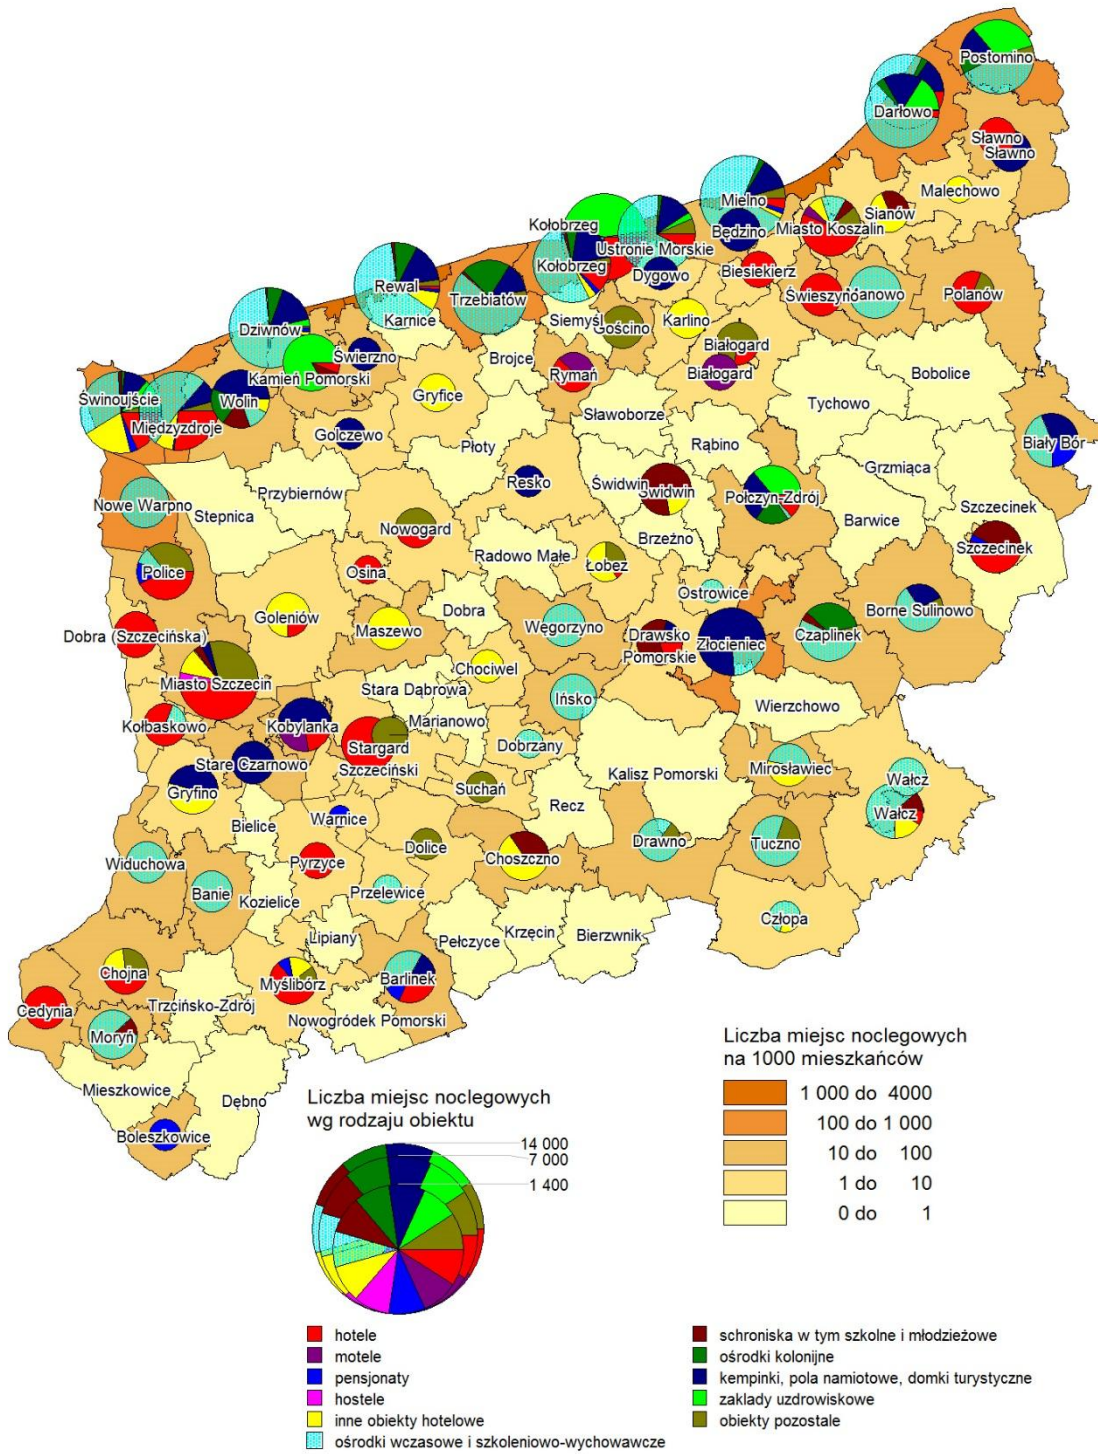 Postomino
Darłowo
Sławno
Sławno
Malechowo
Mielno
Sianów
Miasto Koszalin
Będzino
Kołobrzeg
Ustronie Morskie
Kołobrzeg
Dygowo
Biesiekierz
Rewal
Trzebiatów
Świeszyno
Manowo
Polanów
Karnice
Siemyśl
Gościno
Karlino
Dziwnów
Świerzno
Brojce
Białogard
Kamień Pomorski
Rymań
Białogard
Bobolice
Świnoujście
Wolin
Gryfice
Tychowo
Międzyzdroje
Sławoborze
Golczewo
Rąbino
Biały Bór
Płoty
Grzmiąca
Resko
Świdwin
Świdwin
Połczyn-Zdrój
Nowe Warpno
Przybiernów
Szczecinek
Stepnica
Nowogard
Barwice
Radowo Małe
Brzeżno
Szczecinek
Police
Osina
Łobez
Ostrowice
Dobra
Goleniów
Borne Sulinowo
Maszewo
Węgorzyno
Drawsko
Pomorskie
Złocieniec
Czaplinek
Dobra (Szczecińska)
Chociwel
Miasto Szczecin
Stara Dąbrowa
Ińsko
Wierzchowo
Kołbaskowo
Kobylanka
Marianowo
Stargard
Szczeciński
Dobrzany
Stare Czarnowo
Mirosławiec
Kalisz Pomorski
Wałcz
Gryfino
Suchań
Recz
Wałcz
Bielice
Warnice
Dolice
Drawno
Tuczno
Widuchowa
Pyrzyce
Choszczno
Banie
Przelewice
Kozielice
Człopa
Lipiany
Pełczyce
Krzęcin
Bierzwnik
Chojna
Myślibórz
Barlinek
Cedynia
Trzcińsko-Zdrój
Nowogródek Pomorski
Moryń
Mieszkowice
Dębno
Boleszkowice
Liczba miejsc noclegowych
na 1000 mieszkańców
1 000 do 4000
100 do 1 000
10 do 100
1 do 10
0 do 1
Liczba miejsc noclegowych
wg rodzaju obiektu
14 000
7 000
1 400
hotele
motele
pensjonaty
hostele
inne obiekty hotelowe
ośrodki wczasowe i szkoleniowo-wychowawcze
schroniska w tym szkolne i młodzieżowe
ośrodki kolonijne
kempinki, pola namiotowe, domki turystyczne
zakłady uzdrowiskowe
obiekty pozostałe